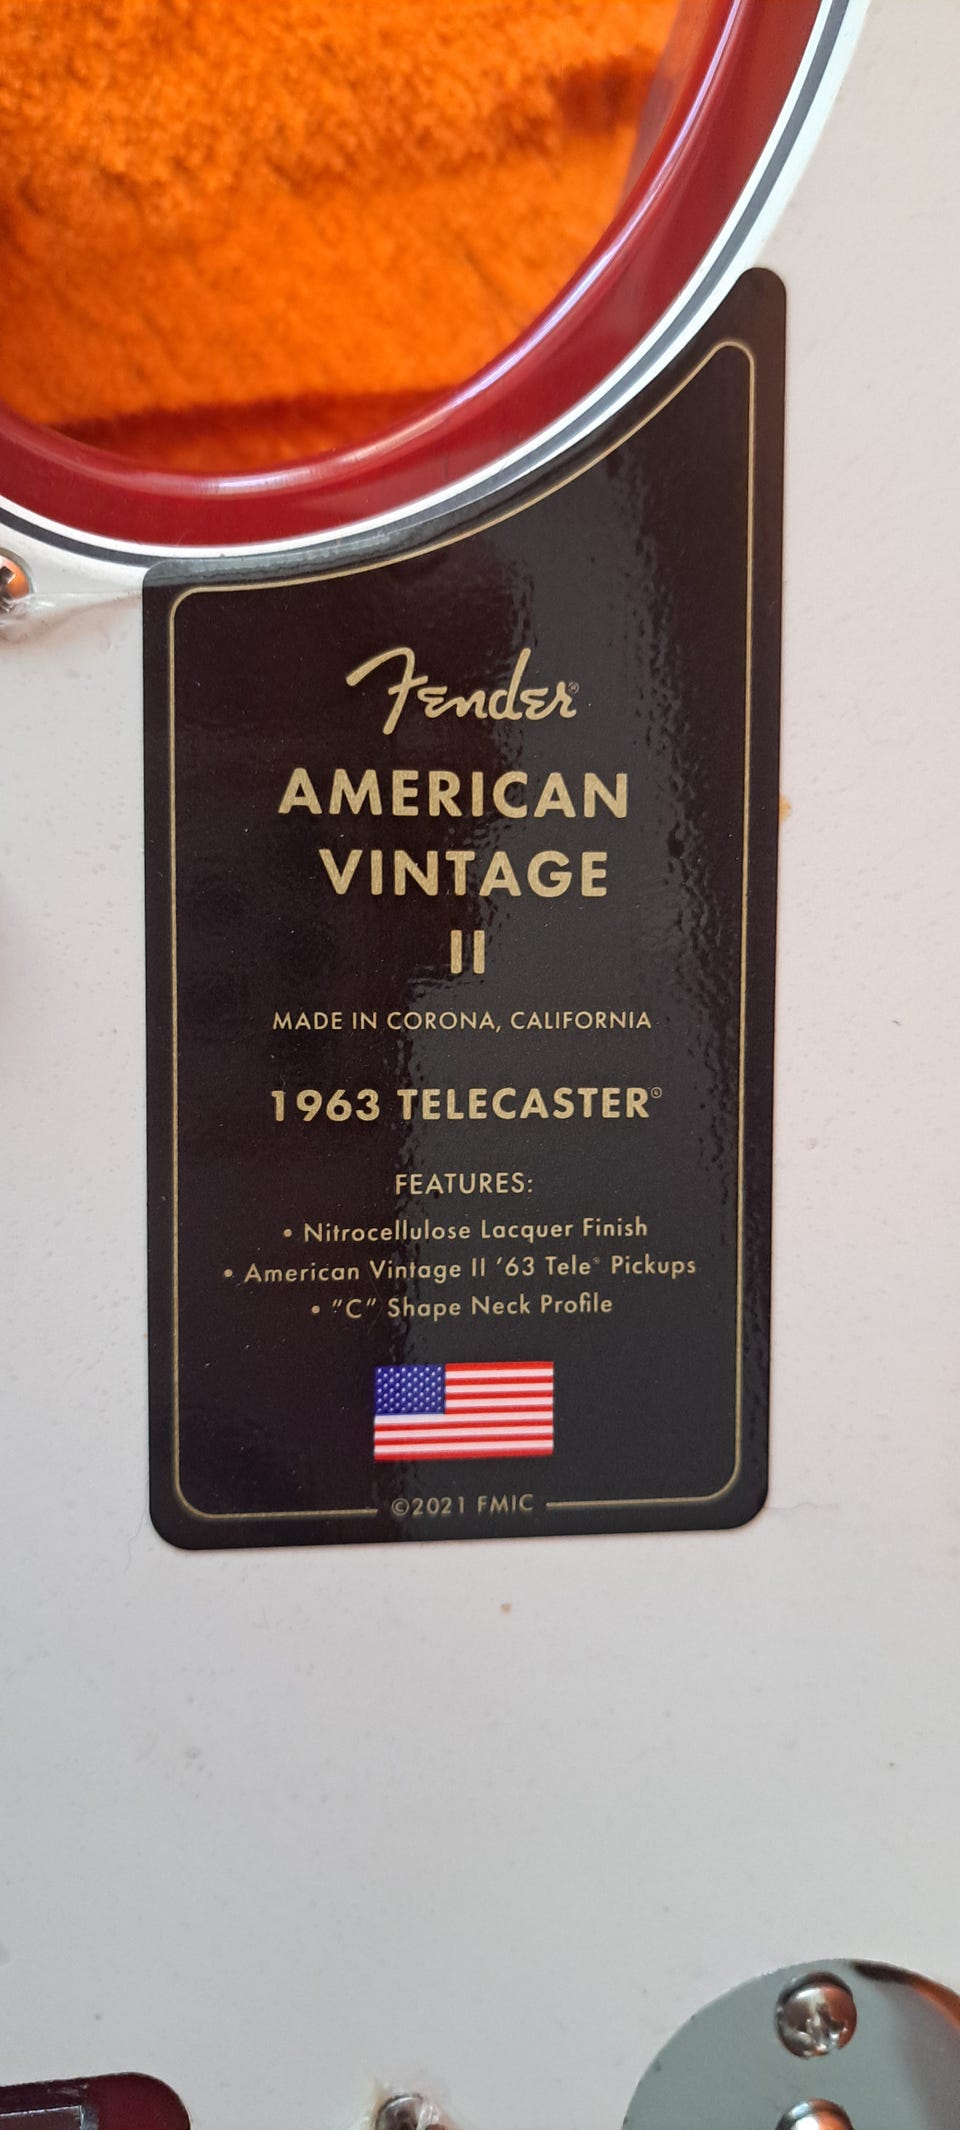 Fender®
AMERICAN
VINTAGE
II
MADE IN CORONA, CALIFORNIA
1963 TELECASTER®
FEATURES:
• Nitrocellulose Lacquer Finish
• American Vintage II ‘63 Tele® Pickups
• "C" Shape Neck Profile
©2021 FMIC